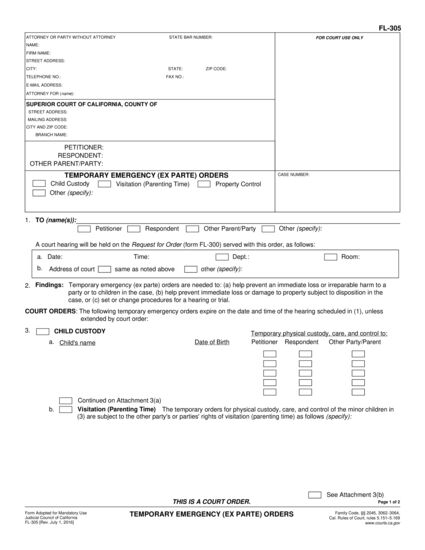 FL-305
ATTORNEY OR PARTY WITHOUT ATTORNEY STATE BAR NUMBER:
FOR COURT USE ONLY
NAME:
FIRM NAME:
STREET ADDRESS:
CITY: STATE: ZIP CODE:
TELEPHONE NO.: FAX NO.:
E-MAIL ADDRESS:
ATTORNEY FOR (name):
SUPERIOR COURT OF CALIFORNIA, COUNTY OF
STREET ADDRESS:
MAILING ADDRESS:
CITY AND ZIP CODE:
BRANCH NAME:
PETITIONER:
RESPONDENT:
OTHER PARENT/PARTY:
TEMPORARY EMERGENCY (EX PARTE) ORDERS
CASE NUMBER:
Child Custody Visitation (Parenting Time) Property Control
Other (specify):
1. TO (name(s)):
Petitioner Respondent Other Parent/Party Other (specify):
A court hearing will be held on the Request for Order (form FL-300) served with this order, as follows:
a. Date: Time: Dept.: Room:
b. Address of court same as noted above other (specify):
2. Findings: Temporary emergency (ex parte) orders are needed to: (a) help prevent an immediate loss or irreparable harm to a
party or to children in the case, (b) help prevent immediate loss or damage to property subject to disposition in the
case, or (c) set or change procedures for a hearing or trial.
COURT ORDERS: The following temporary emergency orders expire on the date and time of the hearing scheduled in (1), unless
extended by court order:
3. CHILD CUSTODY
Temporary physical custody, care, and control to:
a. Child's name Date of Birth Petitioner Respondent Other Party/Parent
Continued on Attachment 3(a)
b. Visitation (Parenting Time) The temporary orders for physical custody, care, and control of the minor children in
(3) are subject to the other party's or parties' rights of visitation (parenting time) as follows (specify):
See Attachment 3(b)
THIS IS A COURT ORDER.
Page 1 of 2
Form Adopted for Mandatory Use
Judicial Council of California
FL-305 [Rev. July 1, 2016]
TEMPORARY EMERGENCY (EX PARTE) ORDERS
Family Code, §§ 2045, 3062–3064;
Cal. Rules of Court, rules 5.151–5.169
www.courts.ca.gov